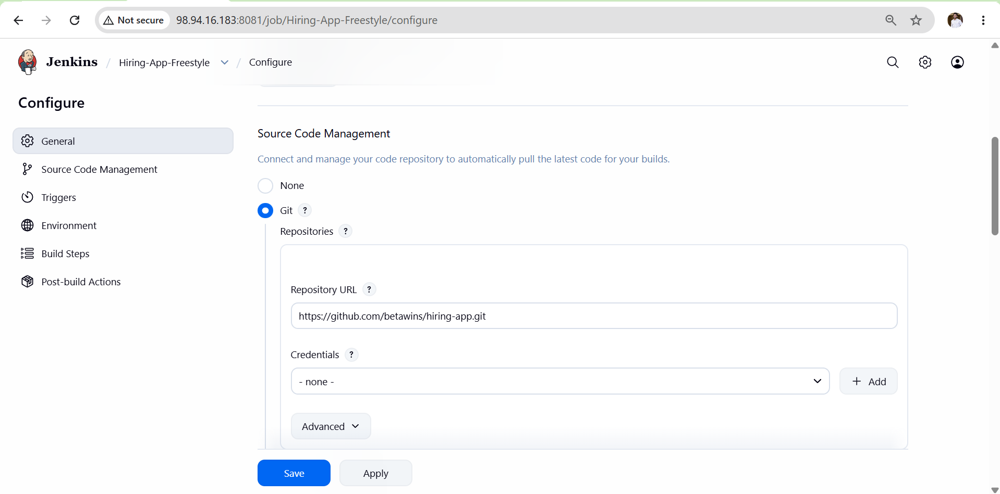 Not secure 98.94.16.183:8081/job/Hiring-App-Freestyle/configure
Jenkins / Hiring-App-Freestyle / Configure
Configure
General
Source Code Management
Triggers
Environment
Build Steps
Post-build Actions
Source Code Management
Connect and manage your code repository to automatically pull the latest code for your builds.
None
Git ?
Repositories ?
Repository URL ?
https://github.com/betawins/hiring-app.git
Credentials ?
- none -
+ Add
Advanced
Save Apply